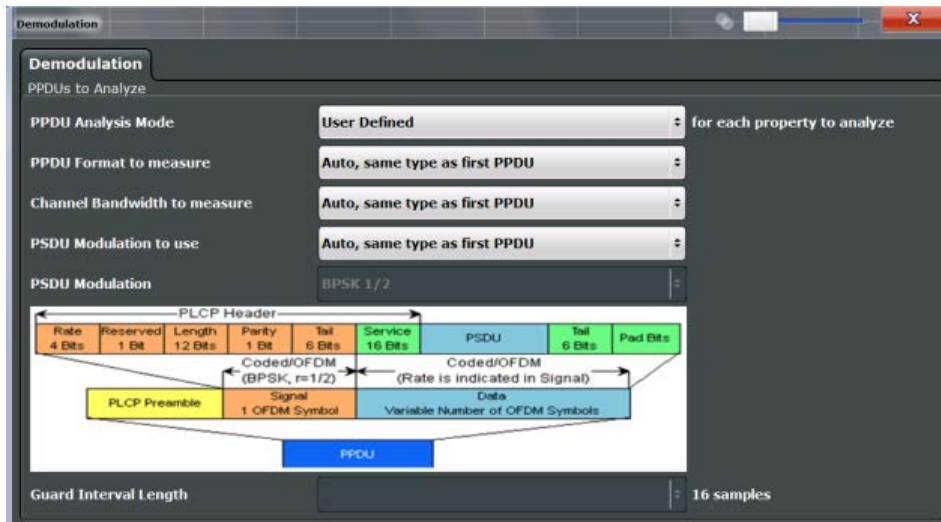 Demodulation
Demodulation
PPDUs to Analyze
PPDU Analysis Mode
User Defined
for each property to analyze
PPDU Format to measure
Auto, same type as first PPDU
Channel Bandwidth to measure
Auto, same type as first PPDU
PSDU Modulation to use
Auto, same type as first PPDU
PSDU Modulation
BPSK 1/2
PLCP Header
Rate
4 Bits
Reserved
1 Bit
Length
12 Bits
Parity
1 Bit
Tail
6 Bits
Service
16 Bits
PSDU
Tail
6 Bits
Pad Bits
Coded/OFDM
(BPSK, r=1/2)
Coded/OFDM
(Rate is indicated in Signal)
PLCP Preamble
Signal
1 OFDM Symbol
Data
Variable Number of OFDM Symbols
PPDU
Guard Interval Length
16 samples